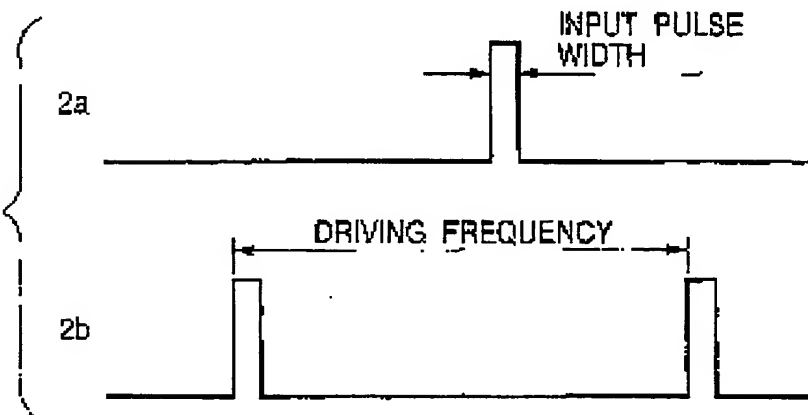 INPUT PULSE
WIDTH
2a
DRIVING FREQUENCY
2b